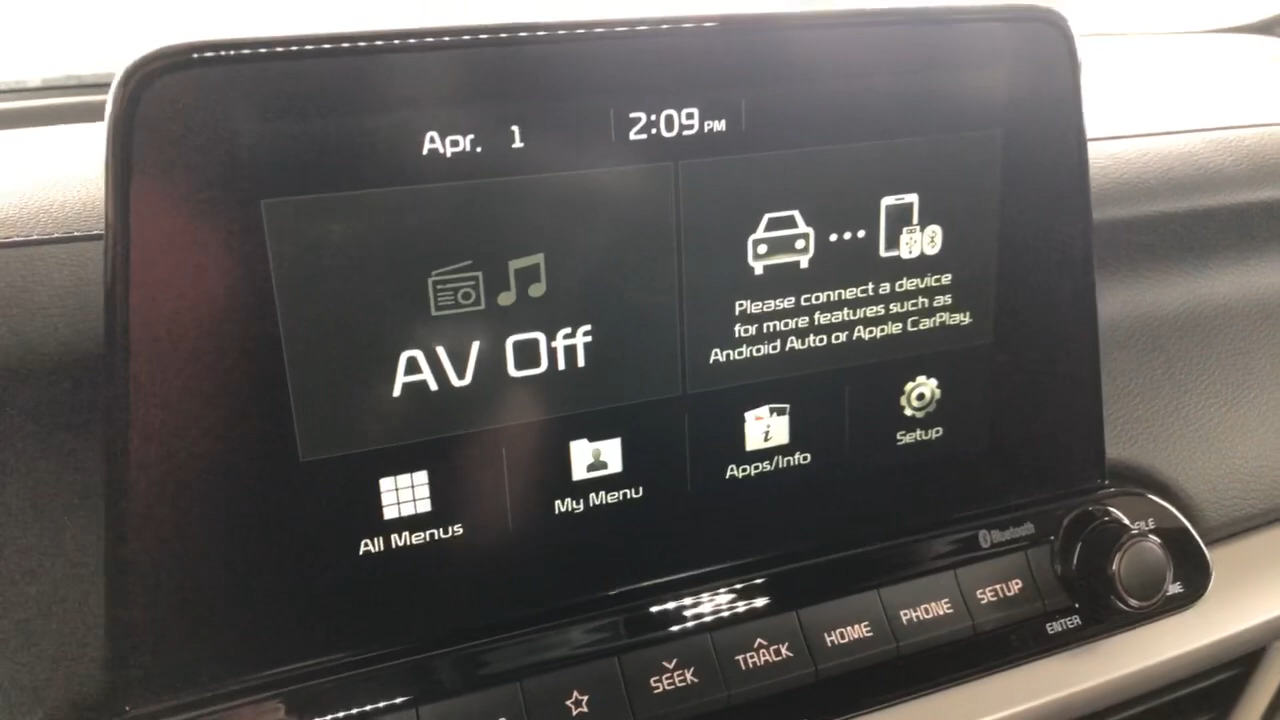 Apr. 1
2:09 PM
AV Off
Please connect a device
for more features such as
Android Auto or Apple CarPlay.
All Menus
My Menu
Apps/Info
Setup
Bluetooth
SEEK
TRACK
HOME
PHONE
SETUP
FILE
ENTER